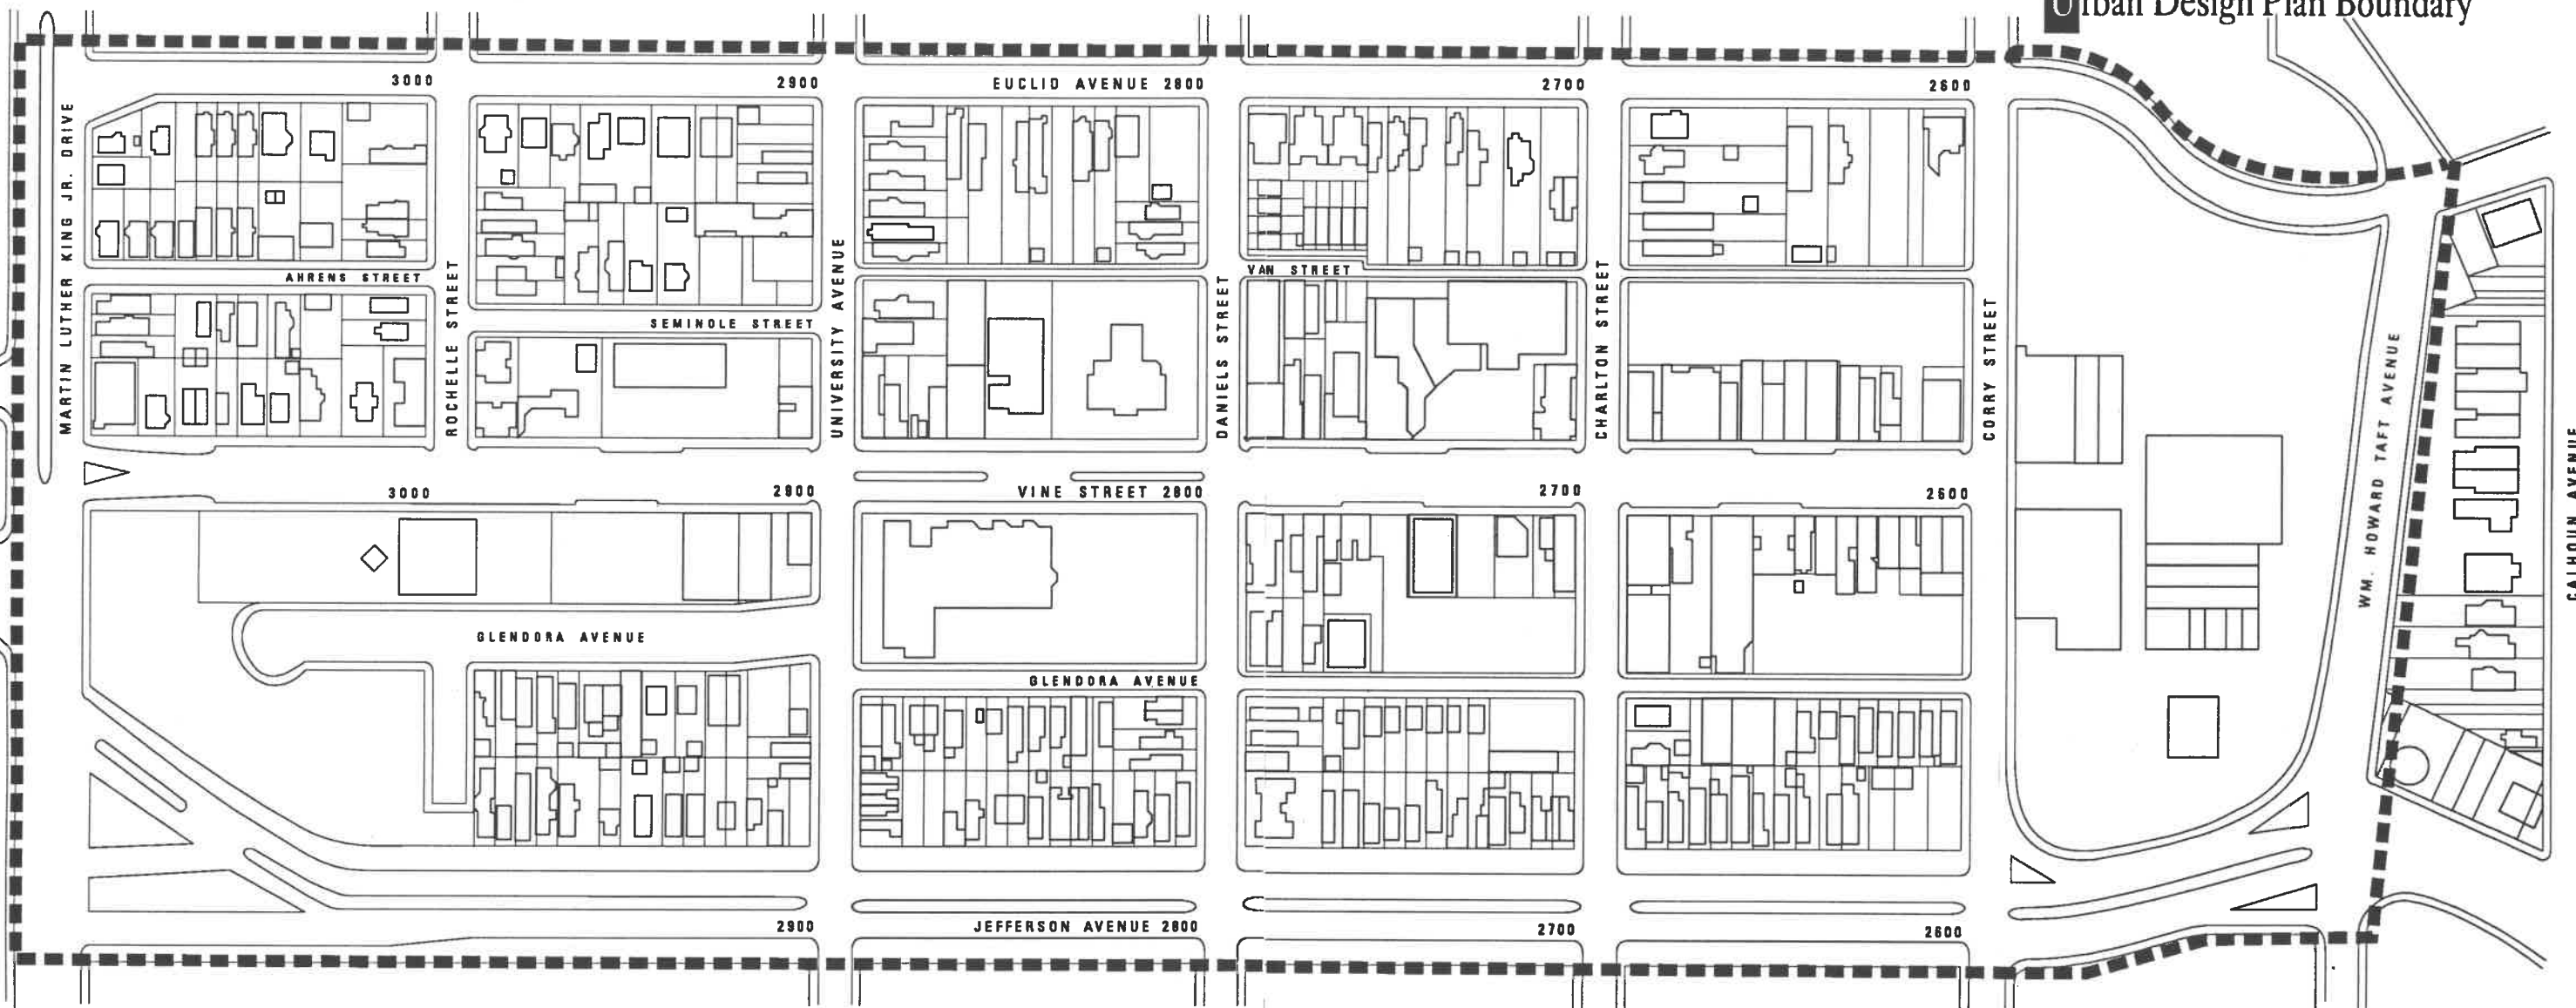 Urban Design Plan Boundary
3000
2900
EUCLID AVENUE 2800
2700
2600
MARTIN LUTHER KING JR. DRIVE
AHRENS STREET
ROCHELLE STREET
SEMINOLE STREET
UNIVERSITY AVENUE
DANIELS STREET
VAN STREET
CHARLTON STREET
CORRY STREET
WM. HOWARD TAFT AVENUE
CALHOUN AVENUE
3000
2900
VINE STREET 2800
2700
2600
GLENDORA AVENUE
GLENDORA AVENUE
2900
JEFFERSON AVENUE 2800
2700
2600